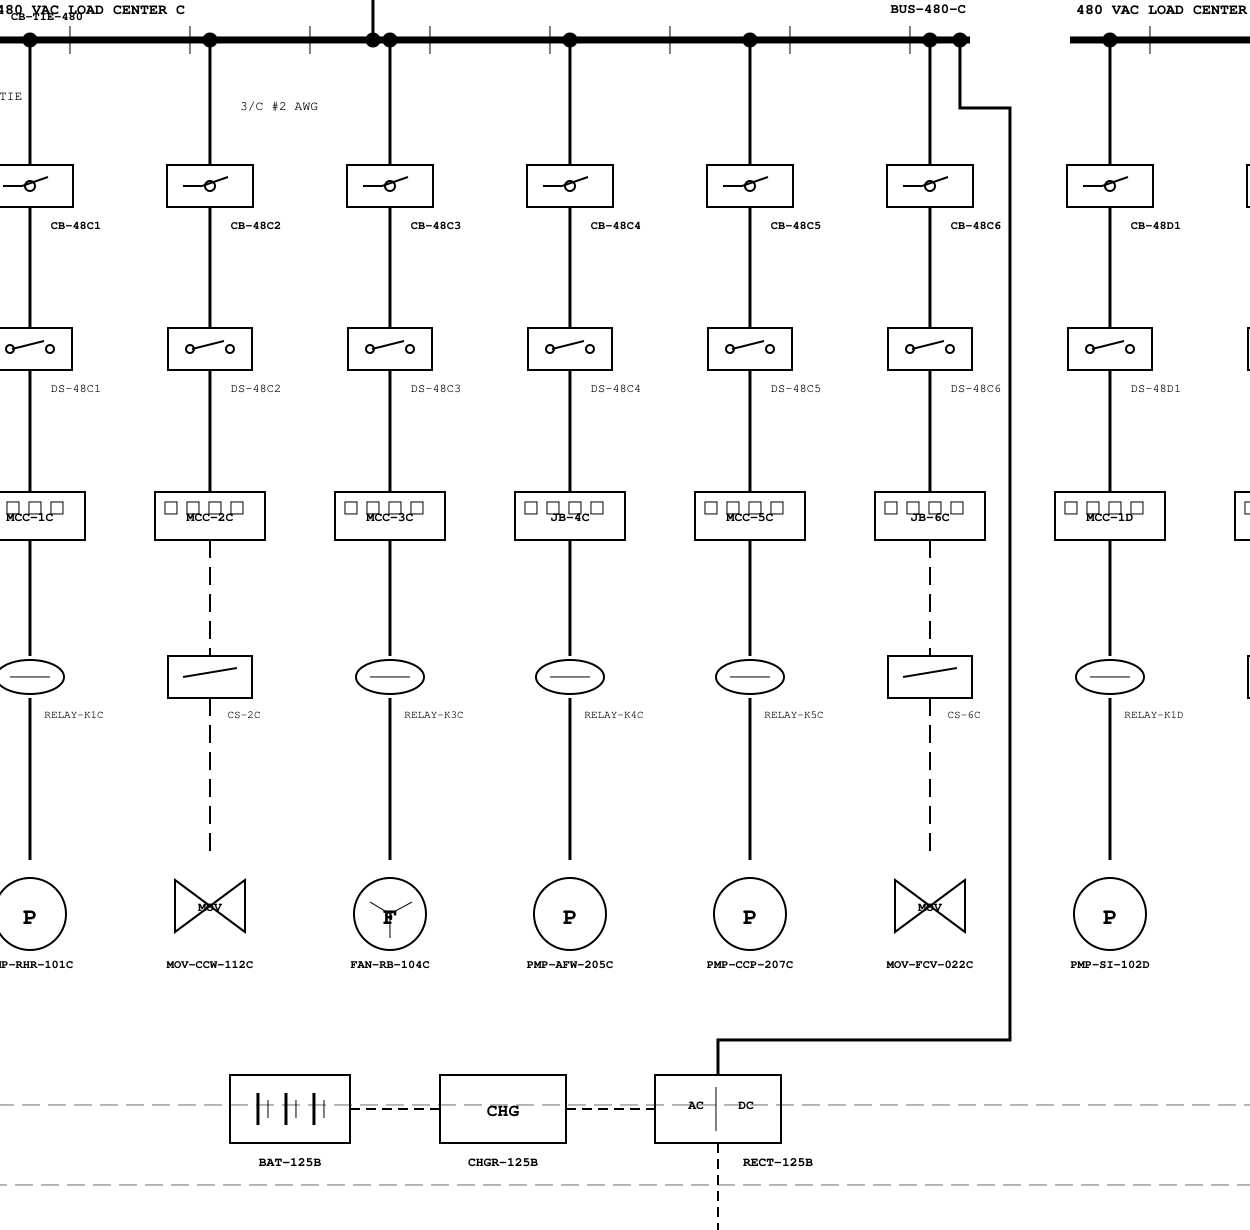 480 VAC LOAD CENTER C
CB-TIE-480
BUS-480-C
480 VAC LOAD CENTER
TIE
3/C #2 AWG
CB-48C1
CB-48C2
CB-48C3
CB-48C4
CB-48C5
CB-48C6
CB-48D1
DS-48C1
DS-48C2
DS-48C3
DS-48C4
DS-48C5
DS-48C6
DS-48D1
MCC-1C
MCC-2C
MCC-3C
JB-4C
MCC-5C
JB-6C
MCC-1D
RELAY-K1C
CS-2C
RELAY-K3C
RELAY-K4C
RELAY-K5C
CS-6C
RELAY-K1D
P
MOV
F
P
P
MOV
P
MP-RHR-101C
MOV-CCW-112C
FAN-RB-104C
PMP-AFW-205C
PMP-CCP-207C
MOV-FCV-022C
PMP-SI-102D
CHG
AC
DC
BAT-125B
CHGR-125B
RECT-125B